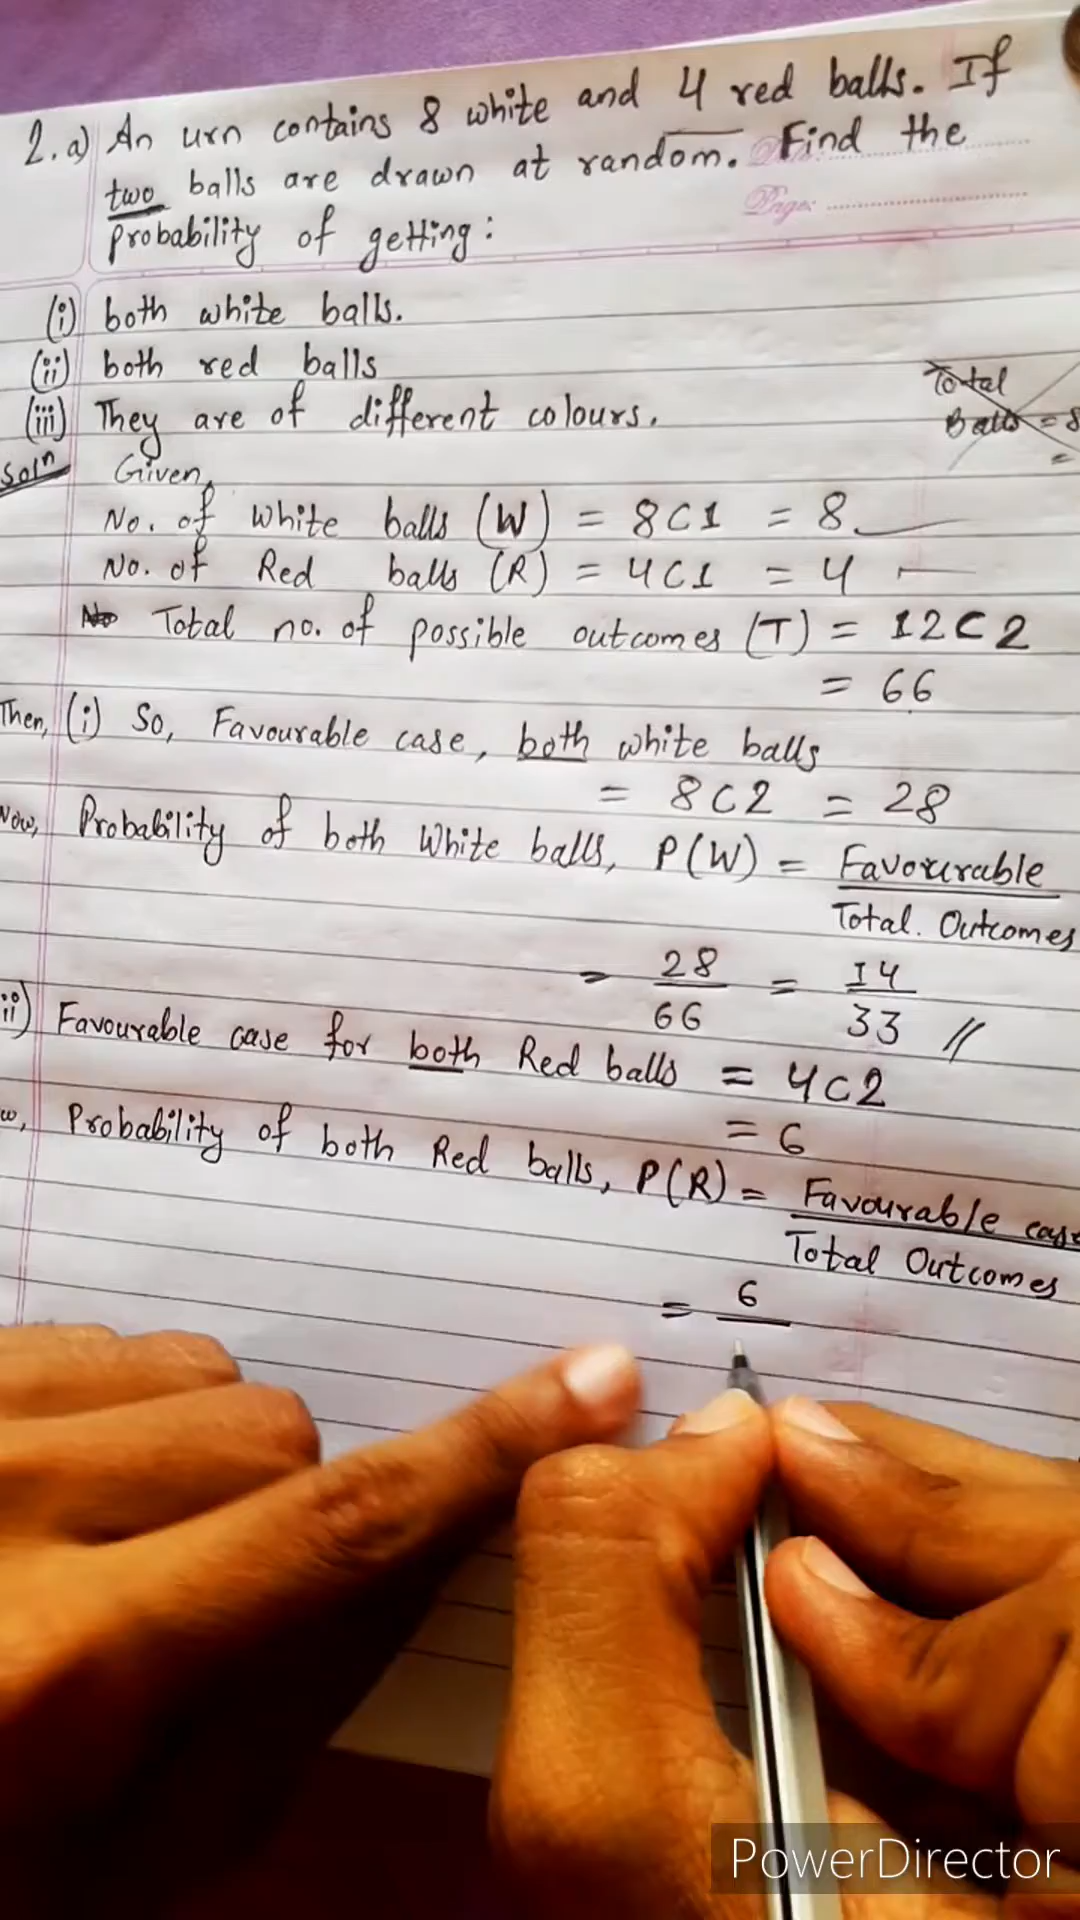 2. a) An urn contains 8 white and 4 red balls. If
two balls are drawn at random. Find the
Page:
probability of getting:
(i) both white balls.
(ii) both red balls
(iii) They are of different colours.
Total
Balls = 8
=
Soln Given,
No. of White balls (W) = 8C1 = 8
No. of Red balls (R) = 4C1 = 4
No Total no. of possible outcomes (T) = 12C2
= 66
Then, (i) So, Favourable case, both white balls
= 8C2 = 28
Now, Probability of both White balls, P(W) = Favourable
Total. Outcomes
= 28 = 14
66 33 //
ii) Favourable case for both Red balls = 4C2
= 6
w, Probability of both Red balls, P(R) = Favourable case
Total Outcomes
= 6
PowerDirector